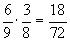 6/9 · 3/8 = 18/72